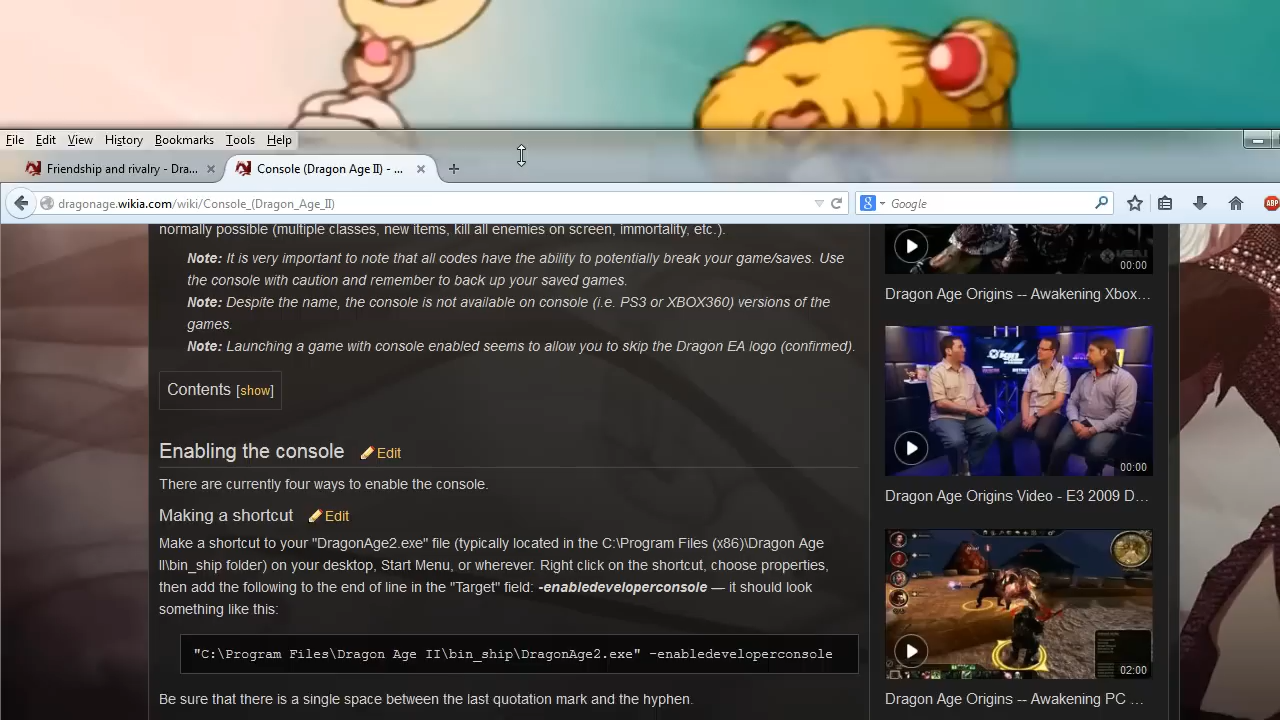 File Edit View History Bookmarks Tools Help
Friendship and rivalry - Dra...
Console (Dragon Age II) - ...
dragonage.wikia.com/wiki/Console_(Dragon_Age_II)
Google
ABP
normally possible (multiple classes, new items, kill all enemies on screen, immortality, etc.).
Note: It is very important to note that all codes have the ability to potentially break your game/saves. Use
the console with caution and remember to back up your saved games.
Note: Despite the name, the console is not available on console (i.e. PS3 or XBOX360) versions of the
games.
Note: Launching a game with console enabled seems to allow you to skip the Dragon EA logo (confirmed).
Contents [show]
Enabling the console Edit
There are currently four ways to enable the console.
Making a shortcut Edit
Make a shortcut to your "DragonAge2.exe" file (typically located in the C:\Program Files (x86)\Dragon Age
II\bin_ship folder) on your desktop, Start Menu, or wherever. Right click on the shortcut, choose properties,
then add the following to the end of line in the "Target" field: -enabledeveloperconsole — it should look
something like this:
"C:\Program Files\Dragon Age II\bin_ship\DragonAge2.exe" -enabledeveloperconsole
Be sure that there is a single space between the last quotation mark and the hyphen.
00:00
Dragon Age Origins -- Awakening Xbox...
00:00
Dragon Age Origins Video - E3 2009 D...
02:00
Dragon Age Origins -- Awakening PC ...